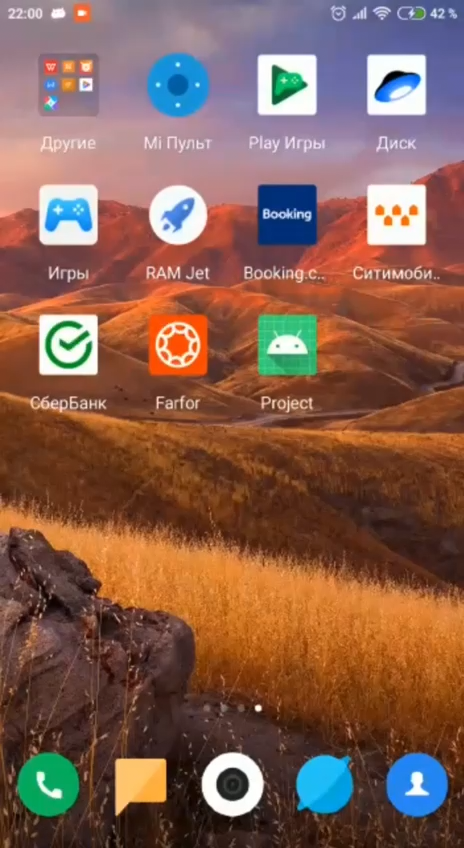 22:00
42 %
Другие
Mi Пульт
Play Игры
Диск
Игры
RAM Jet
Booking
Booking.c..
Ситимоби..
СберБанк
Farfor
Project